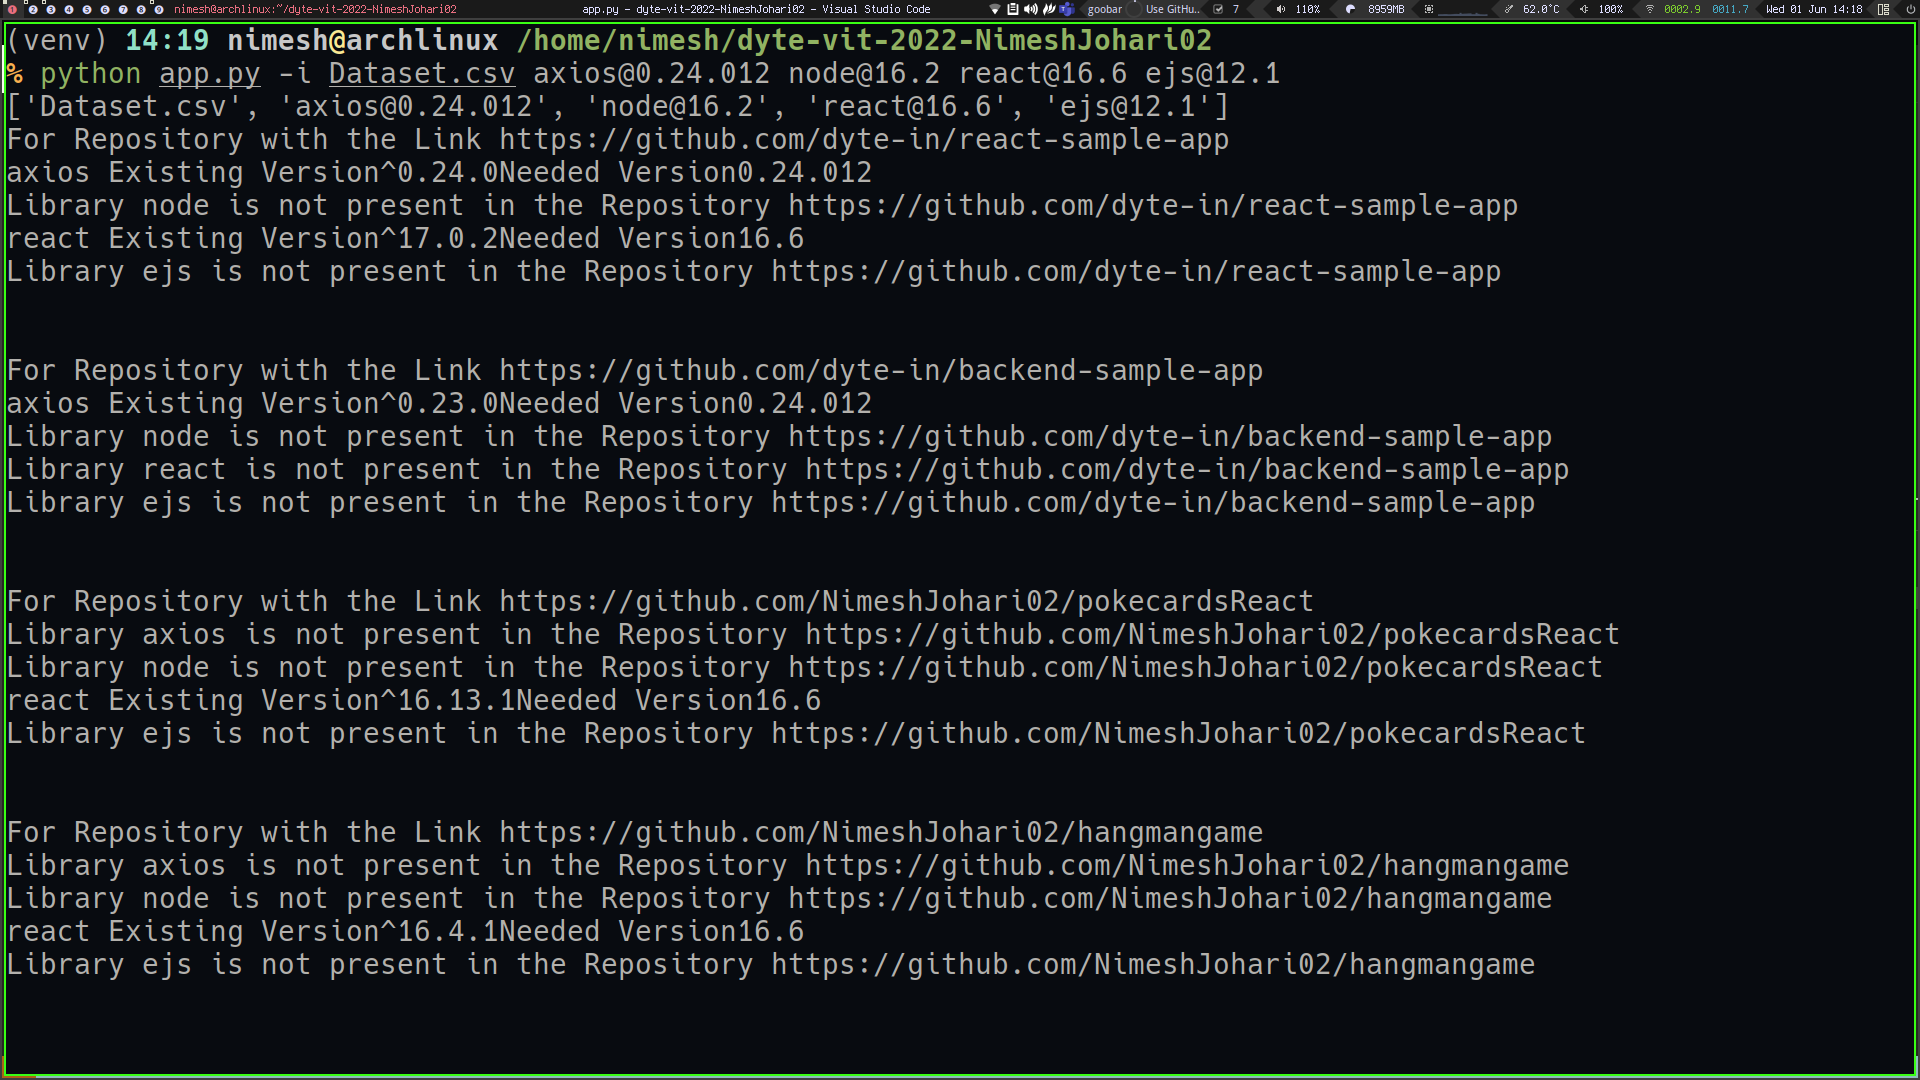 1 2 3 4 5 6 7 8 9 nimesh@archlinux:~/dyte-vit-2022-NimeshJohari02 app.py - dyte-vit-2022-NimeshJohari02 - Visual Studio Code goobar Use GitHu.. 7 110% 8959MB 62.0°C 100% 0002.9 0011.7 Wed 01 Jun 14:18
(venv) 14:19 nimesh@archlinux /home/nimesh/dyte-vit-2022-NimeshJohari02
% python app.py -i Dataset.csv axios@0.24.012 node@16.2 react@16.6 ejs@12.1
['Dataset.csv', 'axios@0.24.012', 'node@16.2', 'react@16.6', 'ejs@12.1']
For Repository with the Link https://github.com/dyte-in/react-sample-app
axios Existing Version^0.24.0Needed Version0.24.012
Library node is not present in the Repository https://github.com/dyte-in/react-sample-app
react Existing Version^17.0.2Needed Version16.6
Library ejs is not present in the Repository https://github.com/dyte-in/react-sample-app
For Repository with the Link https://github.com/dyte-in/backend-sample-app
axios Existing Version^0.23.0Needed Version0.24.012
Library node is not present in the Repository https://github.com/dyte-in/backend-sample-app
Library react is not present in the Repository https://github.com/dyte-in/backend-sample-app
Library ejs is not present in the Repository https://github.com/dyte-in/backend-sample-app
For Repository with the Link https://github.com/NimeshJohari02/pokecardsReact
Library axios is not present in the Repository https://github.com/NimeshJohari02/pokecardsReact
Library node is not present in the Repository https://github.com/NimeshJohari02/pokecardsReact
react Existing Version^16.13.1Needed Version16.6
Library ejs is not present in the Repository https://github.com/NimeshJohari02/pokecardsReact
For Repository with the Link https://github.com/NimeshJohari02/hangmangame
Library axios is not present in the Repository https://github.com/NimeshJohari02/hangmangame
Library node is not present in the Repository https://github.com/NimeshJohari02/hangmangame
react Existing Version^16.4.1Needed Version16.6
Library ejs is not present in the Repository https://github.com/NimeshJohari02/hangmangame